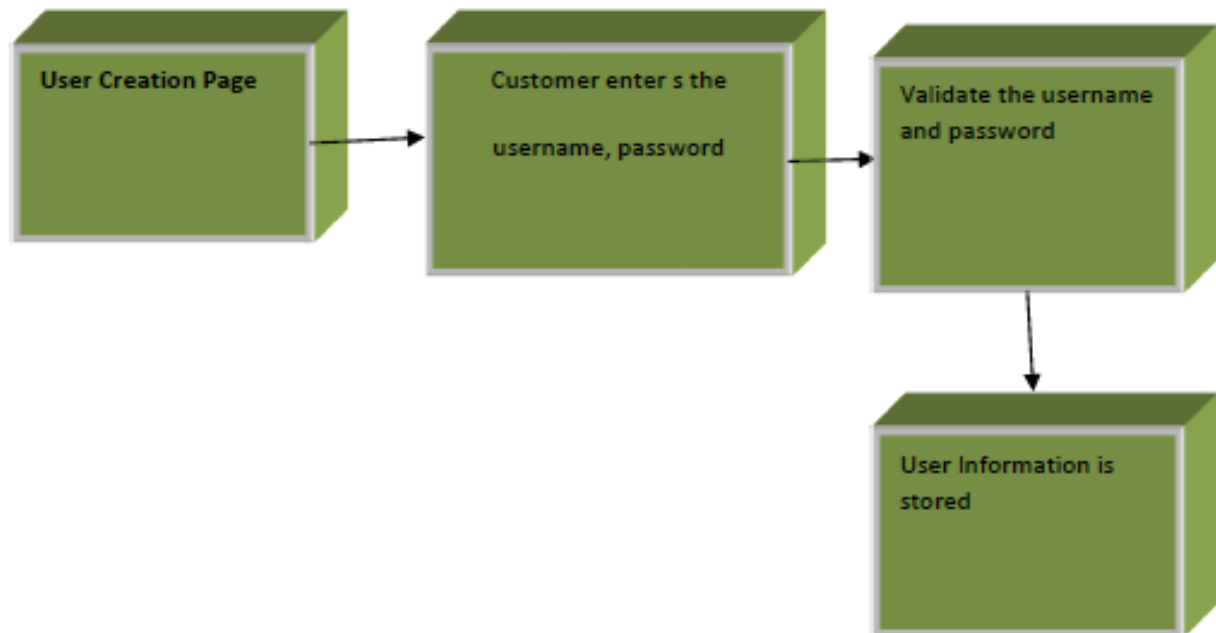 User Creation Page
Customer enter s the
username, password
Validate the username
and password
User Information is
stored